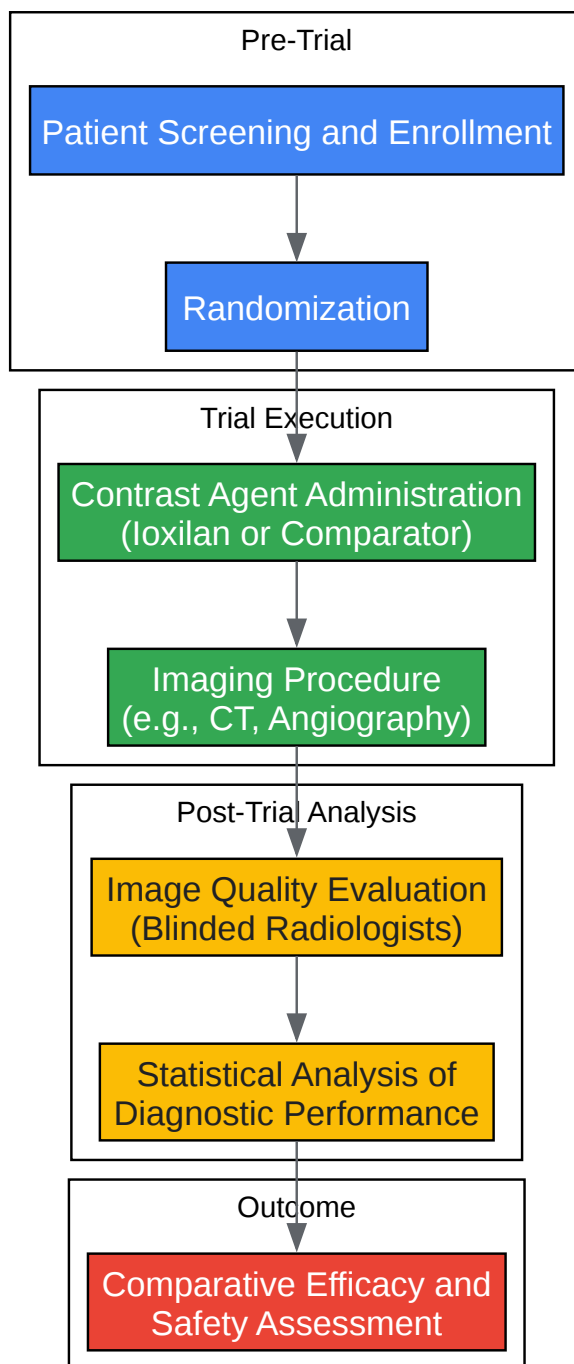 Pre-Trial
Patient Screening and Enrollment
Randomization
Trial Execution
Contrast Agent Administration
(Ioxilan or Comparator)
Imaging Procedure
(e.g., CT, Angiography)
Post-Trial Analysis
Image Quality Evaluation
(Blinded Radiologists)
Statistical Analysis of
Diagnostic Performance
Outcome
Comparative Efficacy and
Safety Assessment